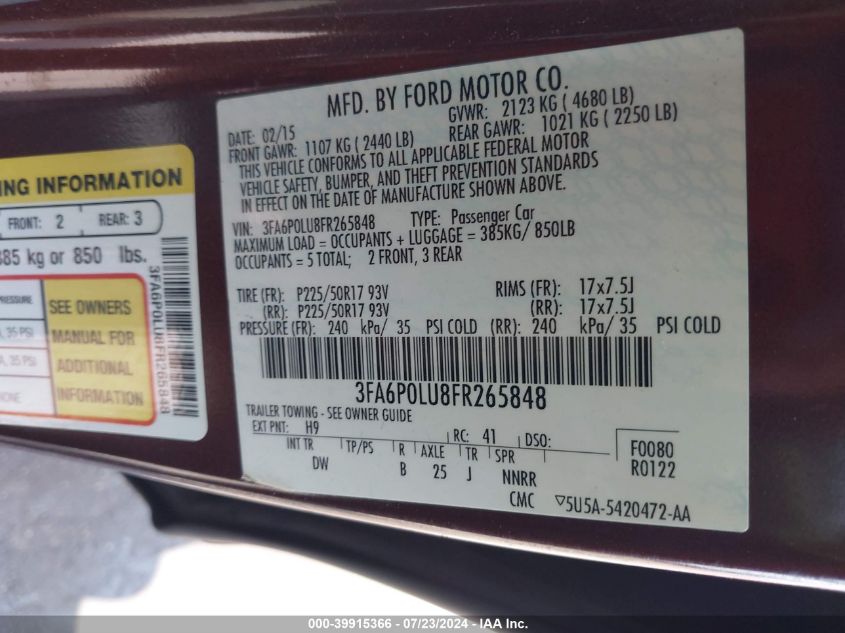 MFD. BY FORD MOTOR CO.
DATE: 02/15
GVWR: 2123 KG ( 4680 LB)
FRONT GAWR: 1107 KG ( 2440 LB)
REAR GAWR: 1021 KG ( 2250 LB)
THIS VEHICLE CONFORMS TO ALL APPLICABLE FEDERAL MOTOR
VEHICLE SAFETY, BUMPER, AND THEFT PREVENTION STANDARDS
IN EFFECT ON THE DATE OF MANUFACTURE SHOWN ABOVE.
VIN: 3FA6P0LU8FR265848 TYPE: Passenger Car
MAXIMUM LOAD = OCCUPANTS + LUGGAGE = 385KG/ 850LB
OCCUPANTS = 5 TOTAL; 2 FRONT, 3 REAR
TIRE (FR): P225/50R17 93V RIMS (FR): 17x7.5J
(RR): P225/50R17 93V (RR): 17x7.5J
PRESSURE (FR): 240 kPa/ 35 PSI COLD (RR): 240 kPa/ 35 PSI COLD
3FA6P0LU8FR265848
TRAILER TOWING - SEE OWNER GUIDE
EXT PNT: H9 RC: 41 DSO:
INT TR TP/PS R AXLE TR SPR
DW B 25 J NNRR
F0080
R0122
CMC ▽5U5A-5420472-AA
ING INFORMATION
FRONT: 2 REAR: 3
385 kg or 850 lbs.
PRESSURE
SEE OWNERS
MANUAL FOR
ADDITIONAL
INFORMATION
, 35 PSI
A, 35 PSI
NONE
3FA6P0LU8FR265848
000-39915366 / 07/23/2024 - IAA Inc.